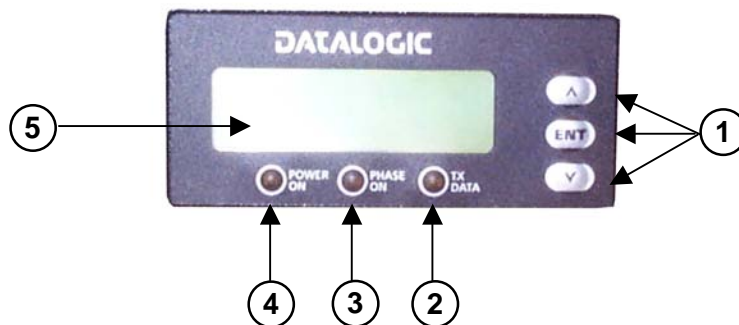 DATALOGIC
5
^
ENT
v
1
POWER
ON
PHASE
ON
TX
DATA
4
3
2